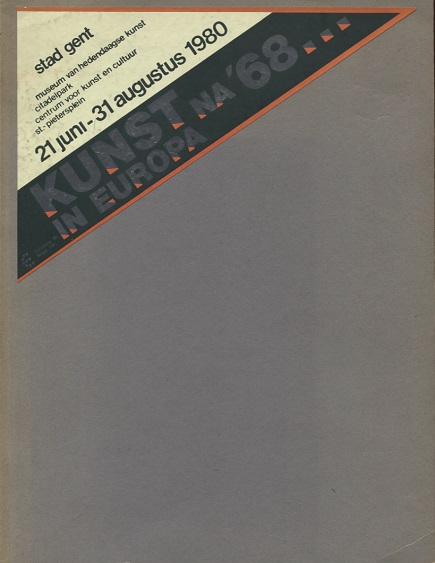 stad gent
museum van hedendaagse kunst
citadelpark
centrum voor kunst en cultuur
st.-pietersplein
21 juni-31 augustus 1980
KUNST NA '68...
IN EUROPA